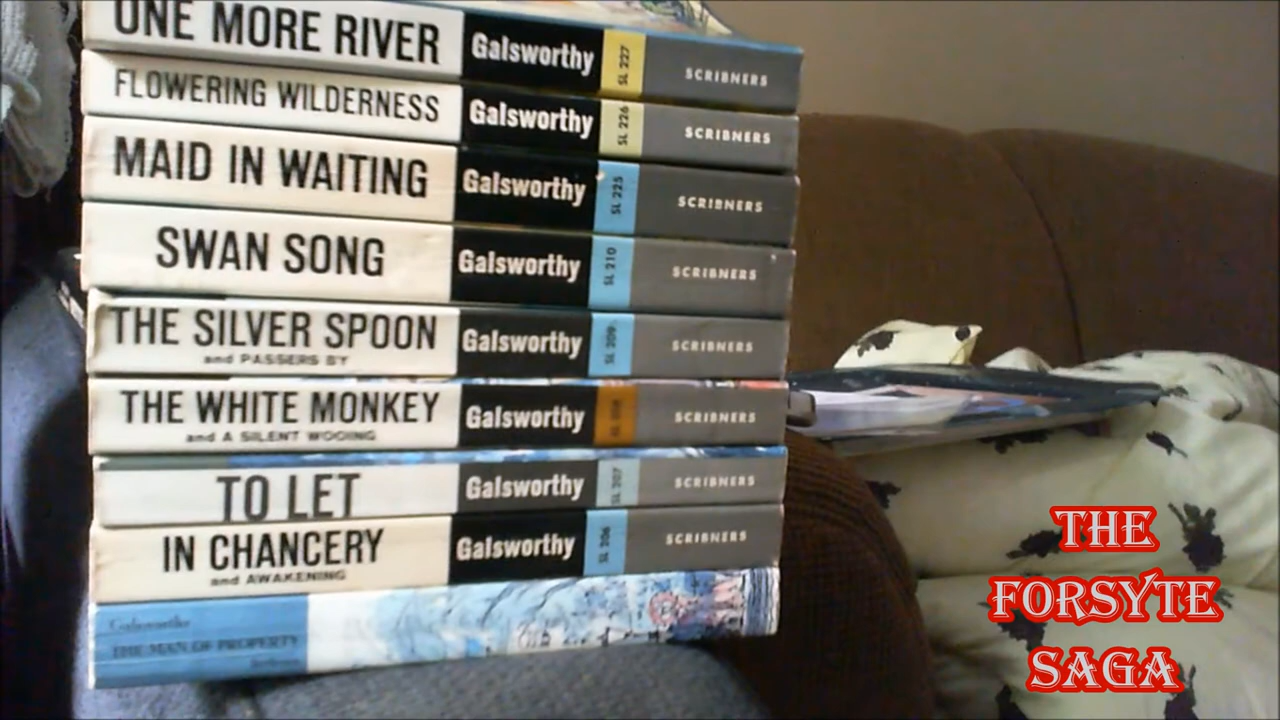 ONE MORE RIVER Galsworthy SL 227 SCRIBNERS
FLOWERING WILDERNESS Galsworthy SL 226 SCRIBNERS
MAID IN WAITING Galsworthy SL 225 SCRIBNERS
SWAN SONG Galsworthy SL 210 SCRIBNERS
THE SILVER SPOON Galsworthy SL 209 SCRIBNERS
and PASSERS BY
THE WHITE MONKEY Galsworthy SCRIBNERS
and A SILENT WOOING
TO LET Galsworthy SL 207 SCRIBNERS
IN CHANCERY Galsworthy SL 206 SCRIBNERS
and AWAKENING
Galsworthy
THE MAN OF PROPERTY
THE
FORSYTE
SAGA